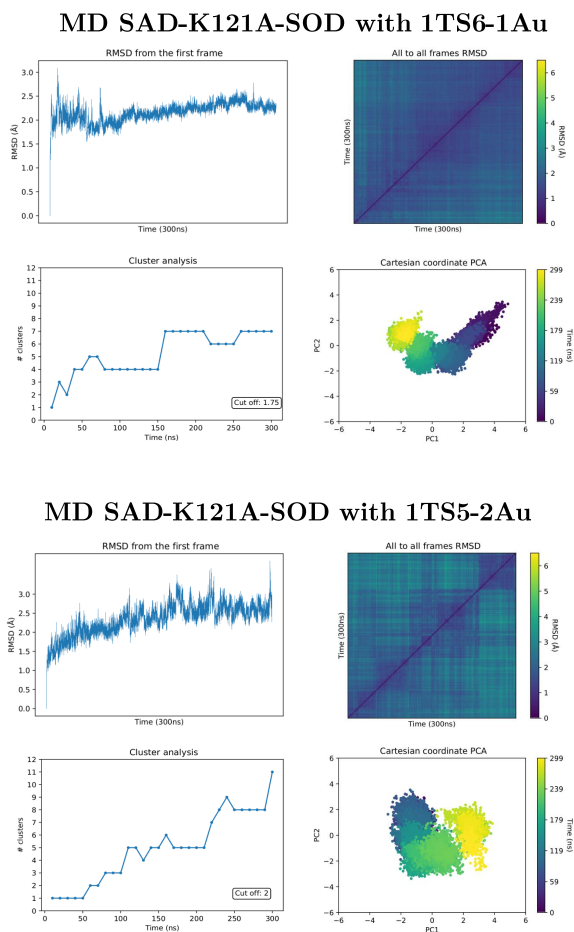 MD SAD-K121A-SOD with 1TS6-1Au
RMSD from the first frame
3.0
2.5
2.0
1.5
1.0
0.5
0.0
RMSD (Å)
Time (300ns)
All to all frames RMSD
Time (300ns)
Time (300ns)
6
5
4
3
2
1
0
RMSD (Å)
Cluster analysis
12
11
10
9
8
7
6
5
4
3
2
1
0
# clusters
Cut off: 1.75
0 50 100 150 200 250 300
Time (ns)
Cartesian coordinate PCA
6
4
2
0
−2
−4
−6
PC2
−6 −4 −2 0 2 4 6
PC1
299
239
179
119
59
0
Time (ns)
MD SAD-K121A-SOD with 1TS5-2Au
RMSD from the first frame
3.0
2.5
2.0
1.5
1.0
0.5
0.0
RMSD (Å)
Time (300ns)
All to all frames RMSD
Time (300ns)
Time (300ns)
6
5
4
3
2
1
0
RMSD (Å)
Cluster analysis
12
11
10
9
8
7
6
5
4
3
2
1
0
# clusters
Cut off: 2
0 50 100 150 200 250 300
Time (ns)
Cartesian coordinate PCA
6
4
2
0
−2
−4
−6
PC2
−6 −4 −2 0 2 4 6
PC1
299
239
179
119
59
0
Time (ns)